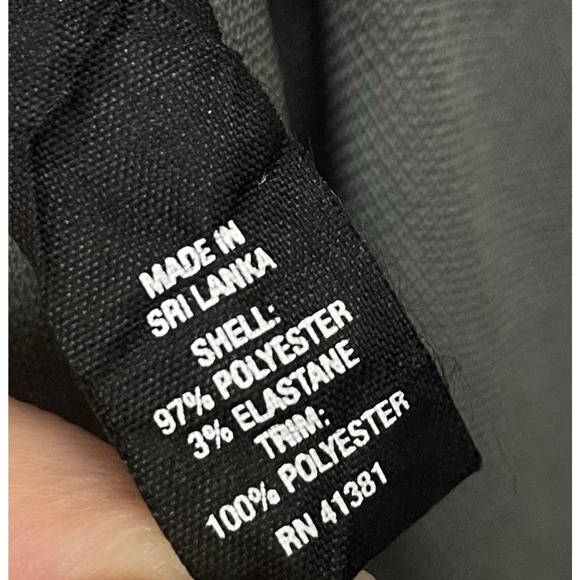 MADE IN
SRI LANKA
SHELL:
97% POLYESTER
3% ELASTANE
TRIM:
100% POLYESTER
RN 41381